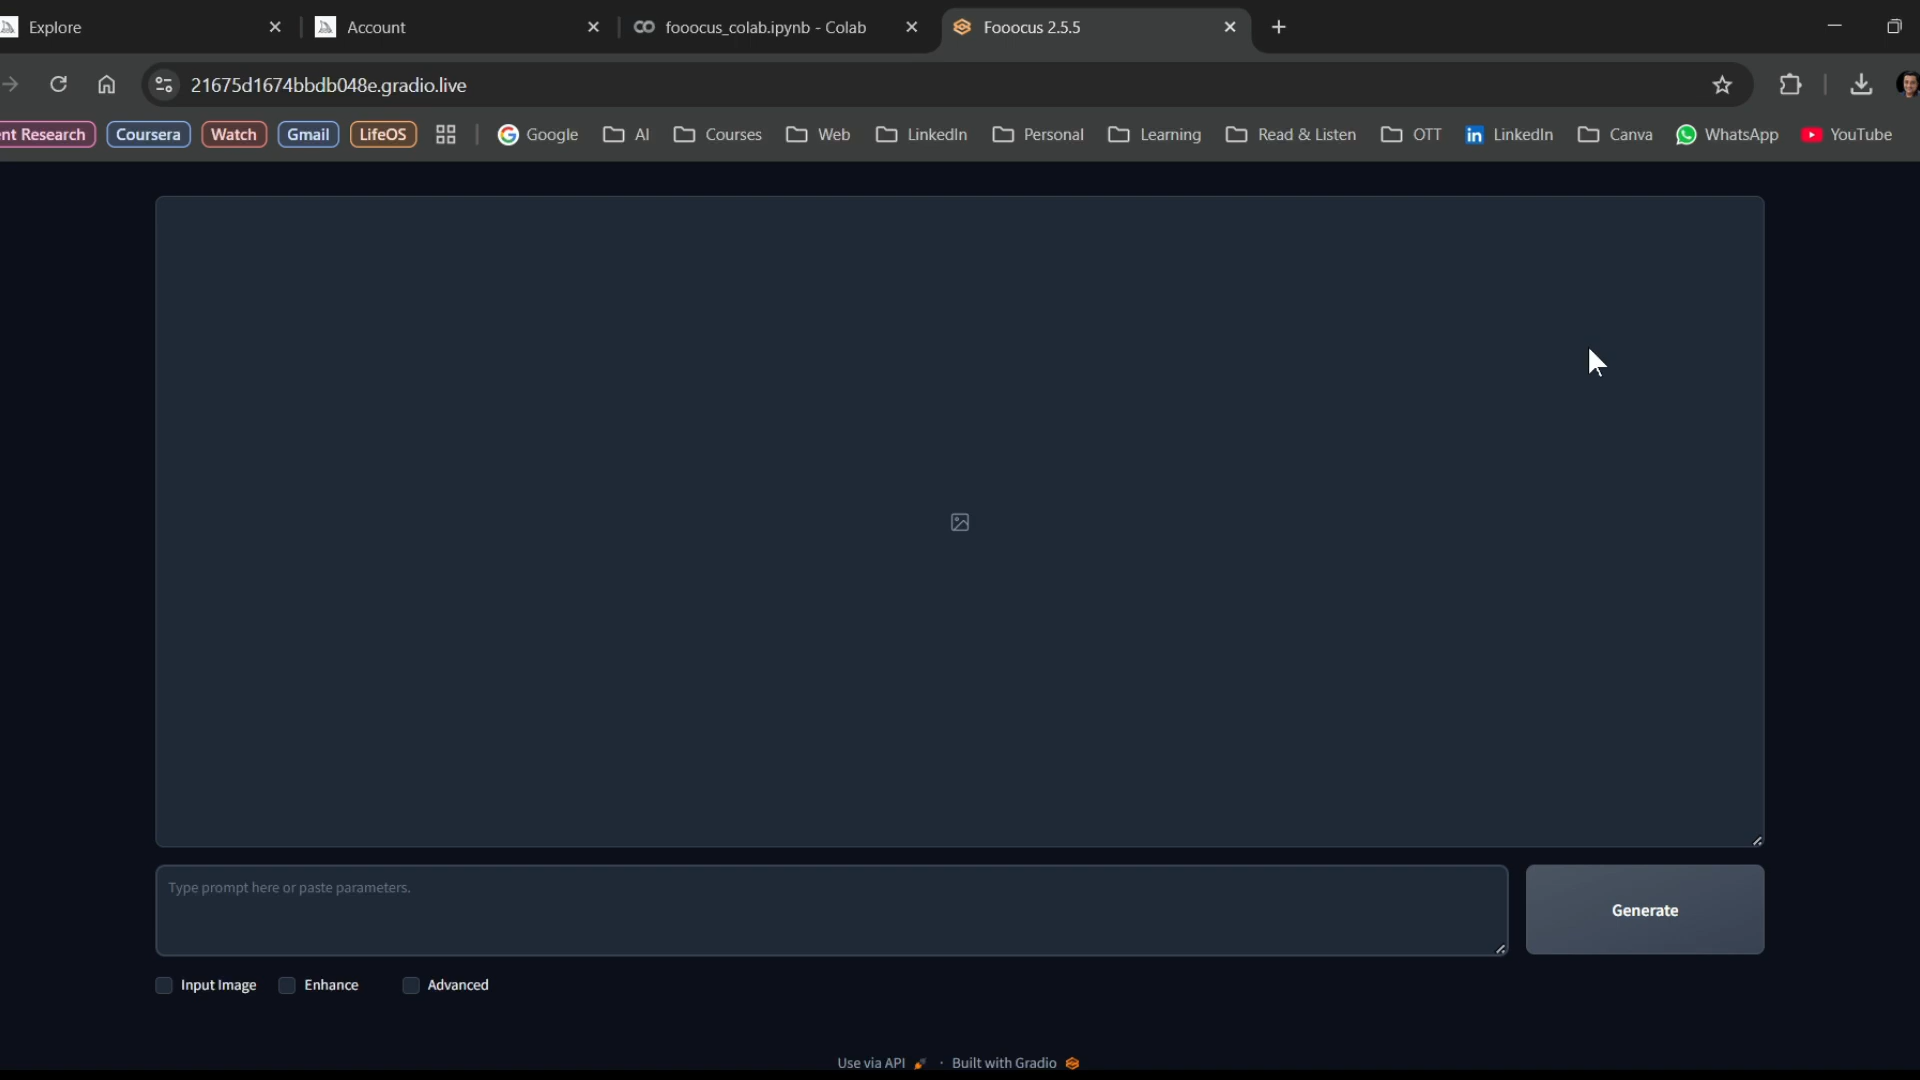 Explore Account fooocus_colab.ipynb - Colab Fooocus 2.5.5
21675d1674bbdb048e.gradio.live
nt Research Coursera Watch Gmail LifeOS Google AI Courses Web LinkedIn Personal Learning Read & Listen OTT LinkedIn Canva WhatsApp YouTube
Type prompt here or paste parameters.
Generate
Input Image Enhance Advanced
Use via API · Built with Gradio